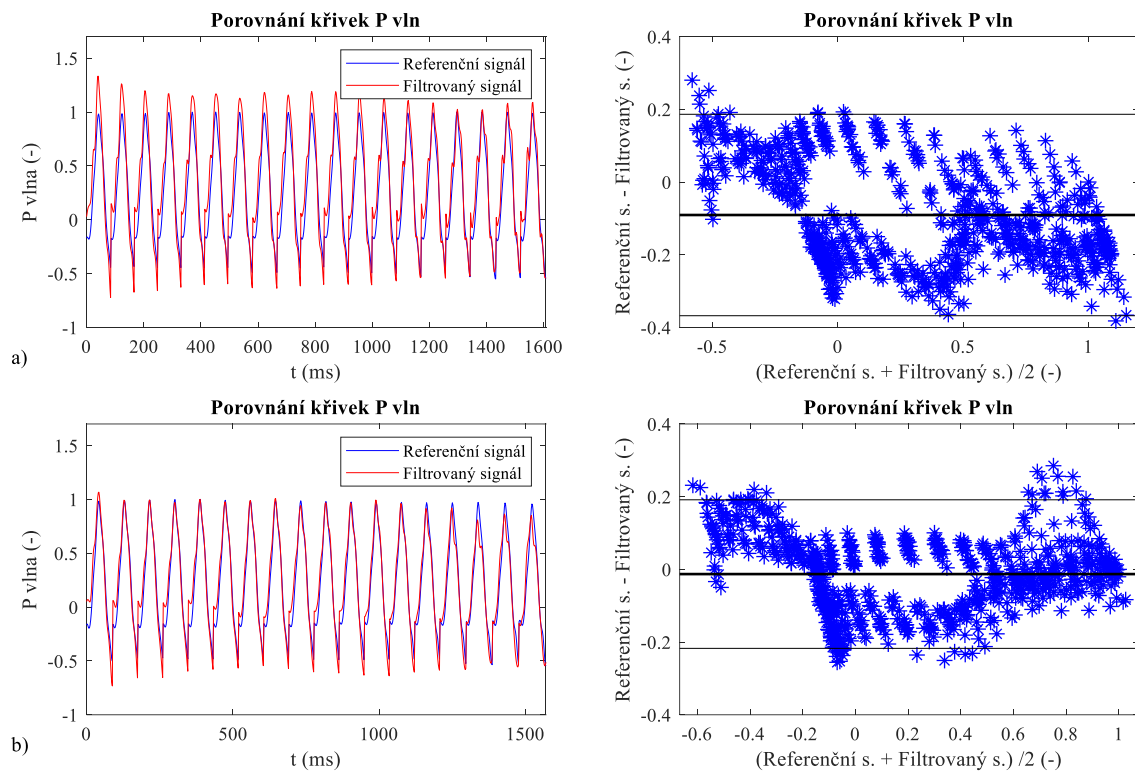 Porovnání křivek P vln
1.5
1
0.5
0
-0.5
-1
P vlna (-)
Referenční signál
Filtrovaný signál
0 200 400 600 800 1000 1200 1400 1600
t (ms)
a)
Porovnání křivek P vln
0.4
0.2
0
-0.2
-0.4
Referenční s. - Filtrovaný s. (-)
-0.5 0 0.5 1
(Referenční s. + Filtrovaný s.) /2 (-)
Porovnání křivek P vln
1.5
1
0.5
0
-0.5
-1
P vlna (-)
Referenční signál
Filtrovaný signál
0 500 1000 1500
t (ms)
b)
Porovnání křivek P vln
0.4
0.2
0
-0.2
-0.4
Referenční s. - Filtrovaný s. (-)
-0.6 -0.4 -0.2 0 0.2 0.4 0.6 0.8 1
(Referenční s. + Filtrovaný s.) /2 (-)